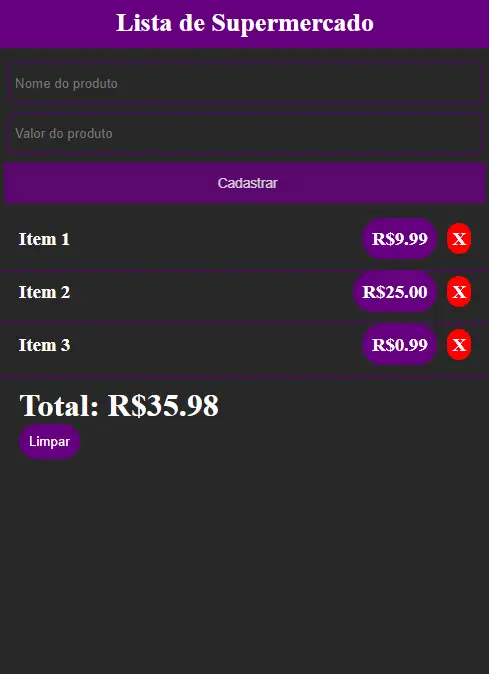 Lista de Supermercado
Nome do produto
Valor do produto
Cadastrar
Item 1 R$9.99 X
Item 2 R$25.00 X
Item 3 R$0.99 X
Total: R$35.98
Limpar